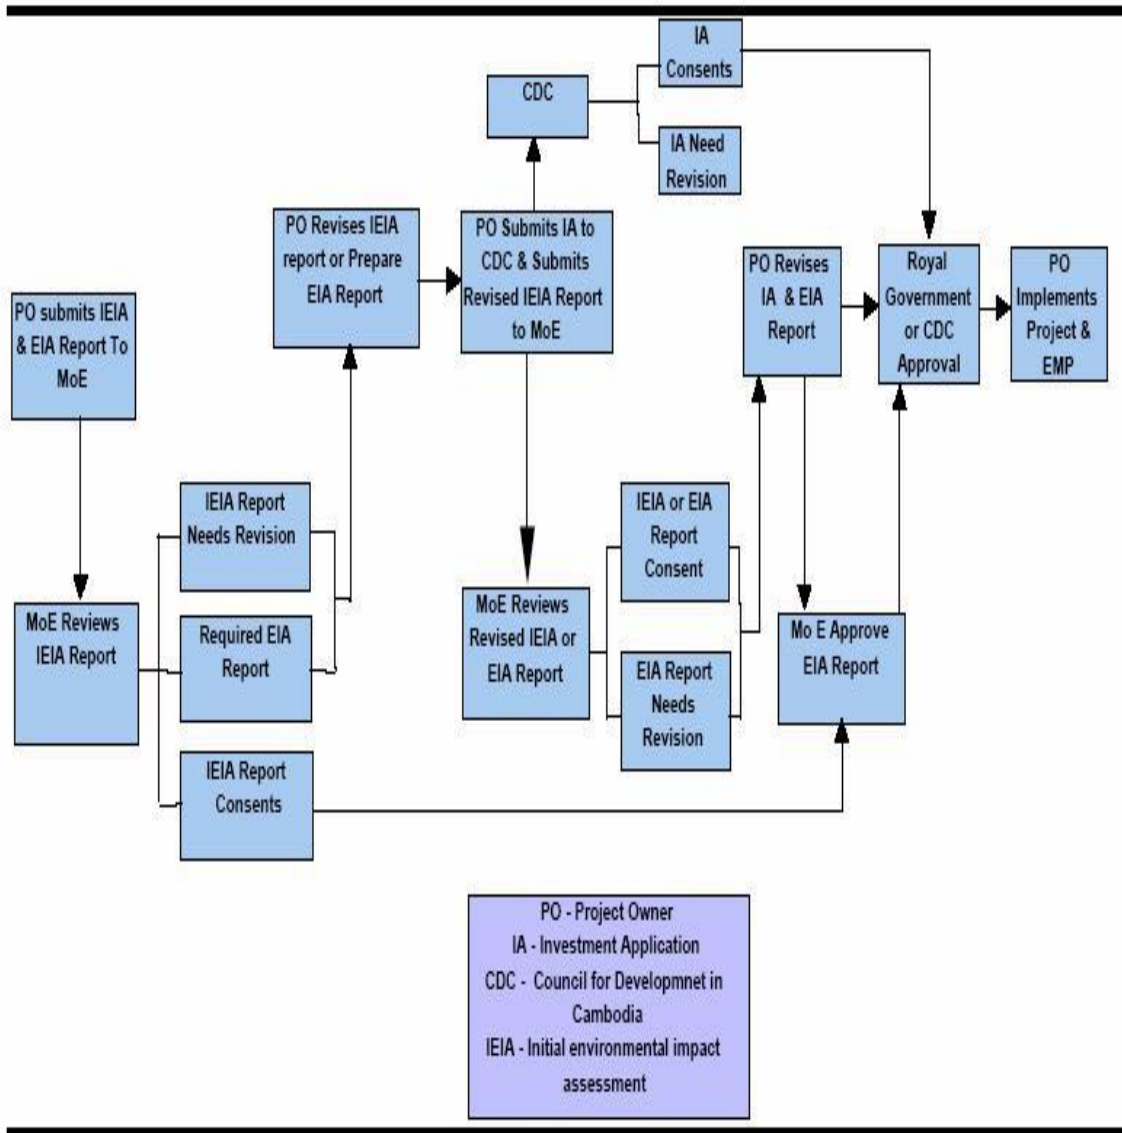 PO submits IEIA
& EIA Report To
MoE
MoE Reviews
IEIA Report
IEIA Report
Needs Revision
Required EIA
Report
IEIA Report
Consents
PO Revises IEIA
report or Prepare
EIA Report
PO Submits IA to
CDC & Submits
Revised IEIA Report
to MoE
CDC
IA
Consents
IA Need
Revision
MoE Reviews
Revised IEIA or
EIA Report
IEIA or EIA
Report
Consent
EIA Report
Needs
Revision
PO Revises
IA & EIA
Report
Mo E Approve
EIA Report
Royal
Government
or CDC
Approval
PO
Implements
Project &
EMP
PO - Project Owner
IA - Investment Application
CDC - Council for Developmnet in
Cambodia
IEIA - Initial environmental impact
assessment